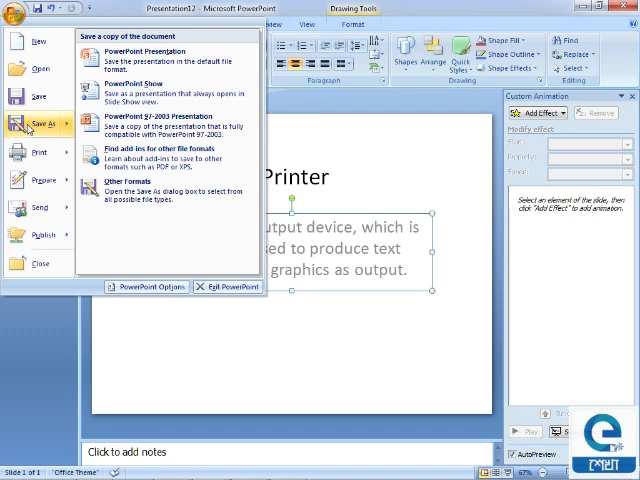 Presentation12 - Microsoft PowerPoint
Drawing Tools
View
Format
New
Open
Save
Save As
Print
Prepare
Send
Publish
Close
Save a copy of the document
PowerPoint Presentation
Save the presentation in the default file
format.
PowerPoint Show
Save as a presentation that always opens in
Slide Show view.
PowerPoint 97-2003 Presentation
Save a copy of the presentation that is fully
compatible with PowerPoint 97-2003.
Find add-ins for other file formats
Learn about add-ins to save to other
formats such as PDF or XPS.
Other Formats
Open the Save As dialog box to select from
all possible file types.
PowerPoint Options
Exit PowerPoint
Shapes
Arrange
Quick
Styles
Shape Fill
Shape Outline
Shape Effects
Find
Replace
Select
Paragraph
Drawing
Editing
Printer
utput device, which is
sed to produce text
graphics as output.
Custom Animation
Add Effect
Remove
Modify effect
Start:
Property:
Speed:
Select an element of the slide, then
click "Add Effect" to add animation.
Play
AutoPreview
Click to add notes
Slide 1 of 1
"Office Theme"
67%
e
শেখা